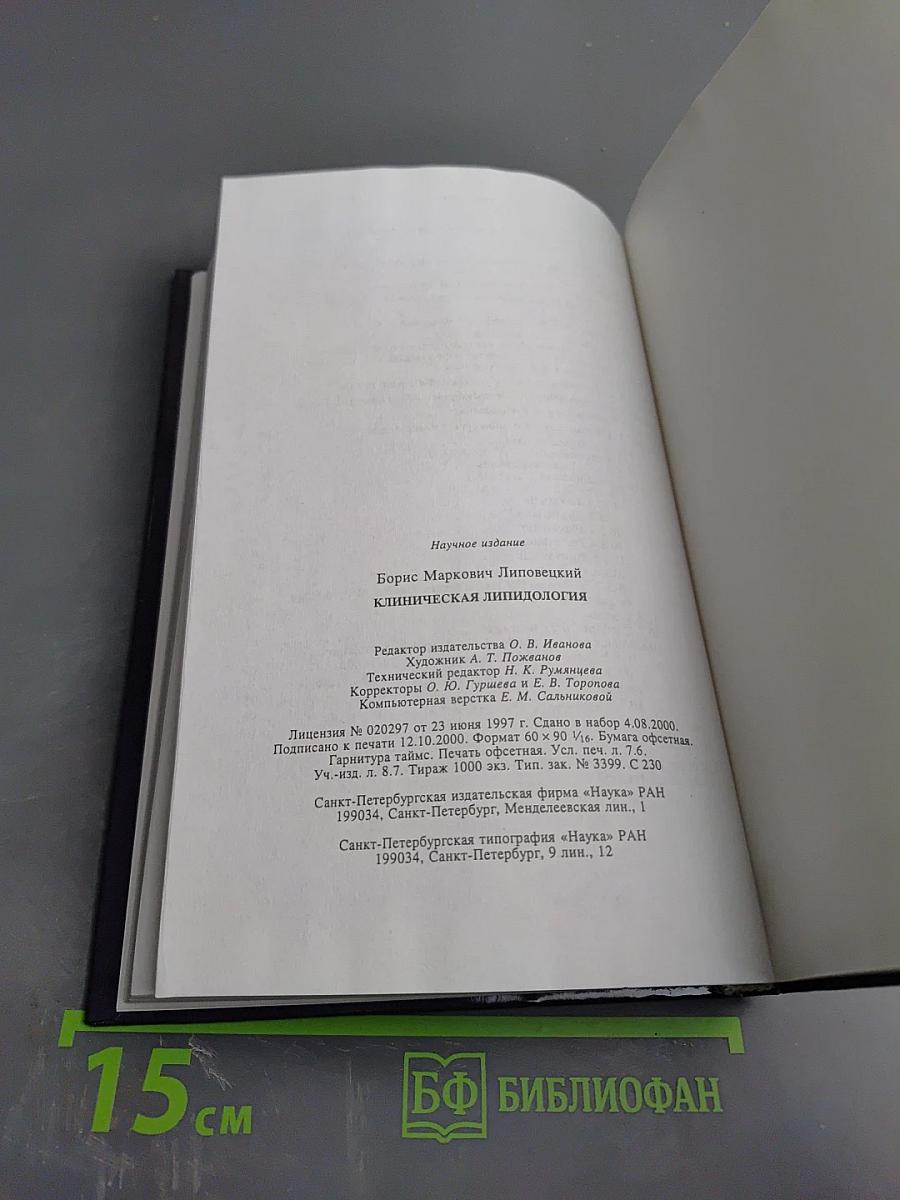 Научное издание
Борис Маркович Липовецкий
КЛИНИЧЕСКАЯ ЛИПИДОЛОГИЯ
Редактор издательства О. В. Иванова
Художник А. Т. Пожванов
Технический редактор Н. К. Румянцева
Корректоры О. Ю. Гуршева и Е. В. Торопова
Компьютерная верстка Е. М. Сальниковой
Лицензия № 020297 от 23 июня 1997 г. Сдано в набор 4.08.2000.
Подписано к печати 12.10.2000. Формат 60 × 90 1/16. Бумага офсетная.
Гарнитура таймс. Печать офсетная. Усл. печ. л. 7.6.
Уч.-изд. л. 8.7. Тираж 1000 экз. Тип. зак. № 3399. С 230
Санкт-Петербургская издательская фирма «Наука» РАН
199034, Санкт-Петербург, Менделеевская лин., 1
Санкт-Петербургская типография «Наука» РАН
199034, Санкт-Петербург, 9 лин., 12
15 см
БФ БИБЛИОФАН